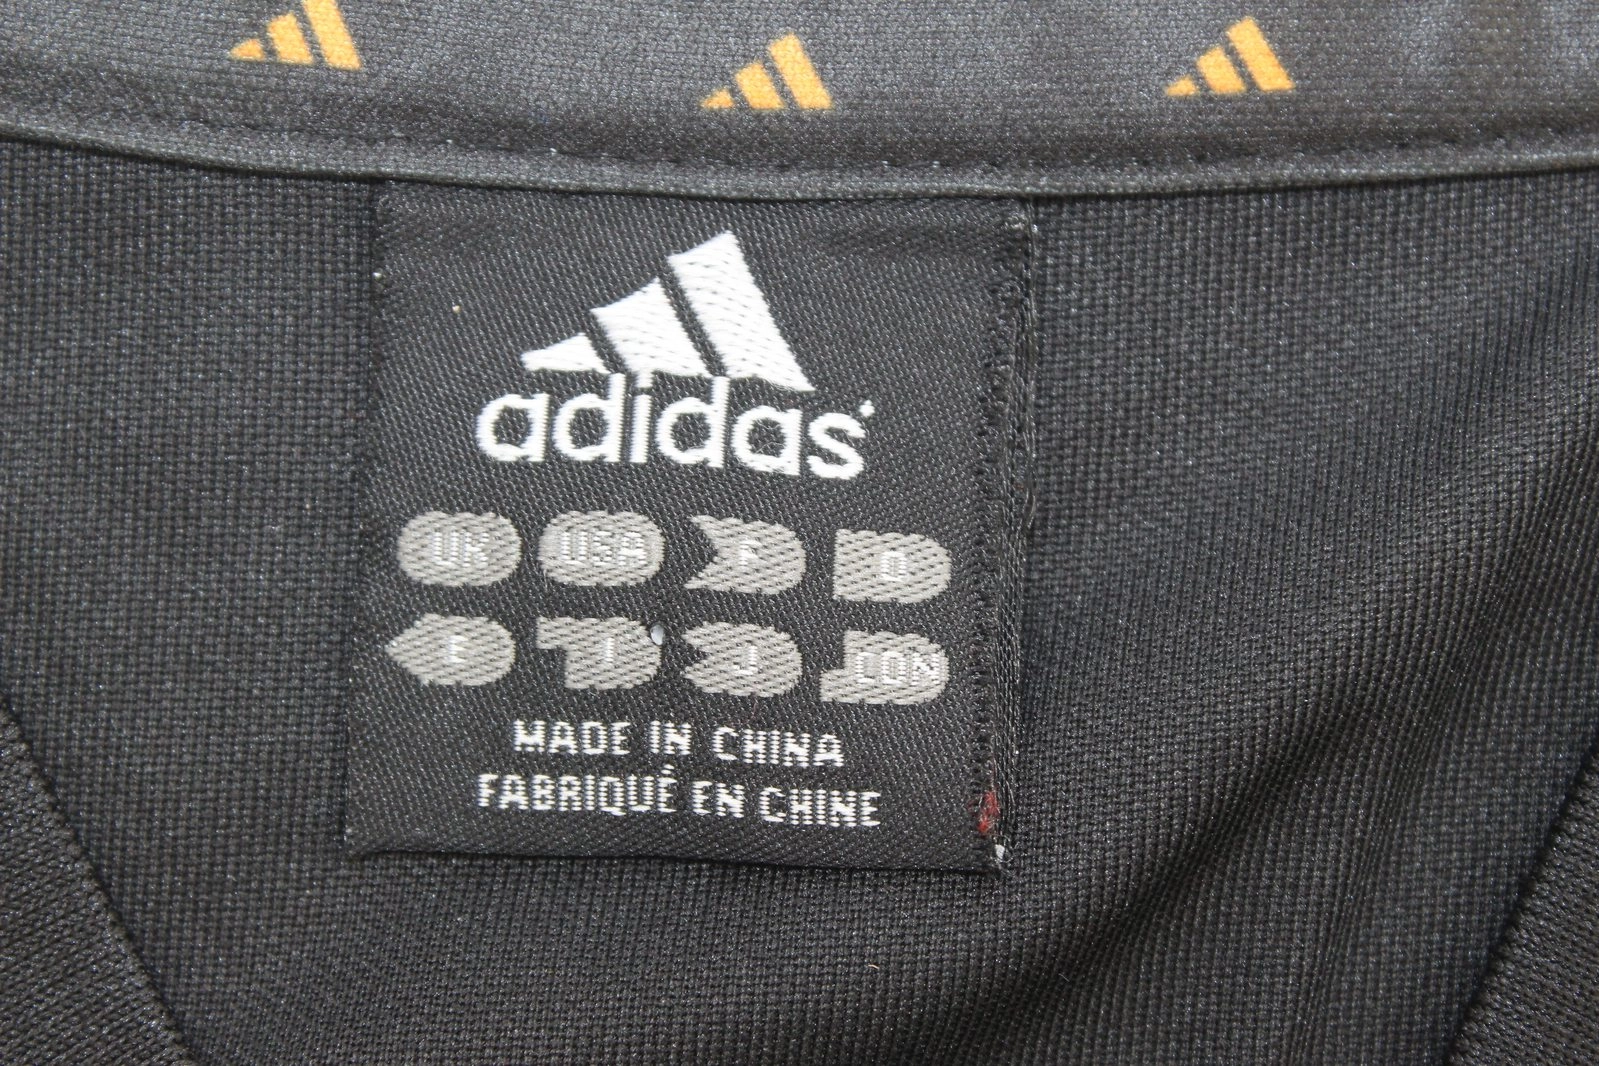 adidas
UK USA F D
E I J CON
MADE IN CHINA
FABRIQUÉ EN CHINE